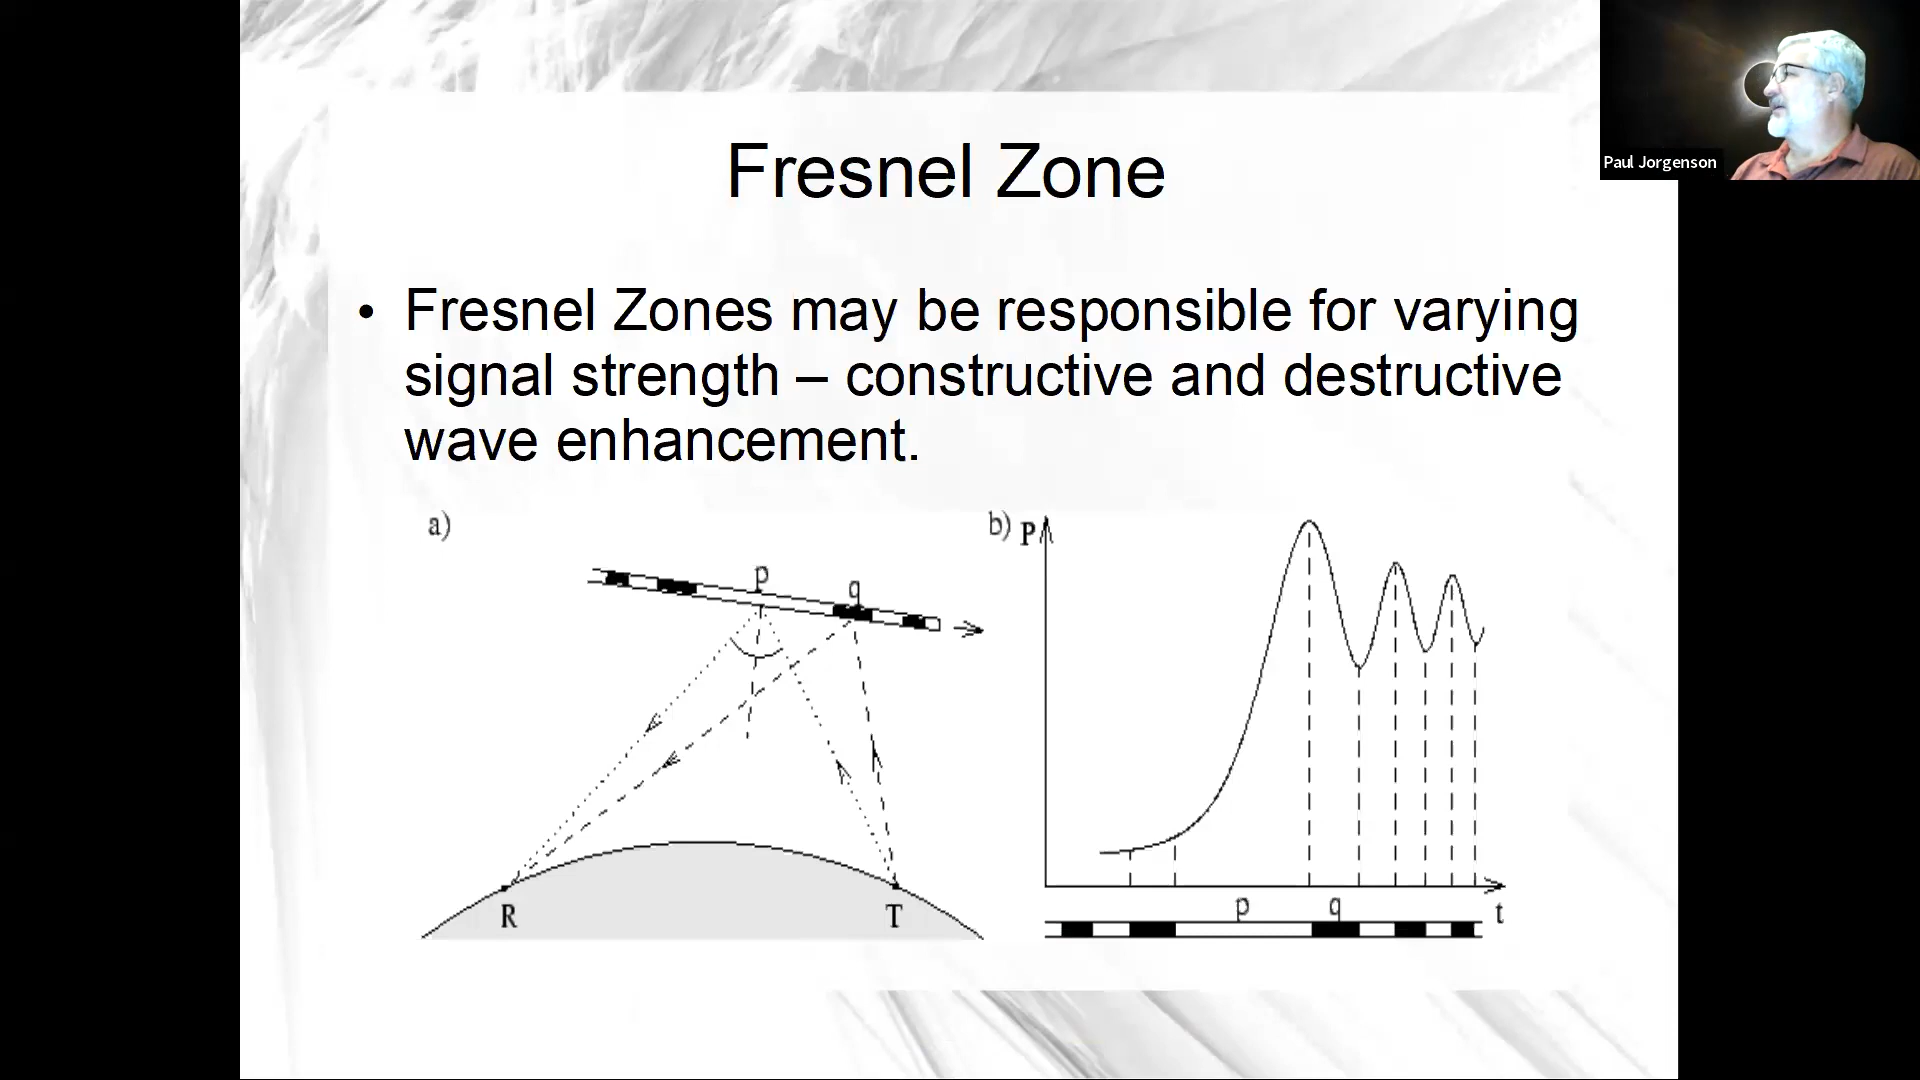 Paul Jorgenson
Fresnel Zone
• Fresnel Zones may be responsible for varying
signal strength – constructive and destructive
wave enhancement.
a)
p
q
R
T
b)
P
p
q
t